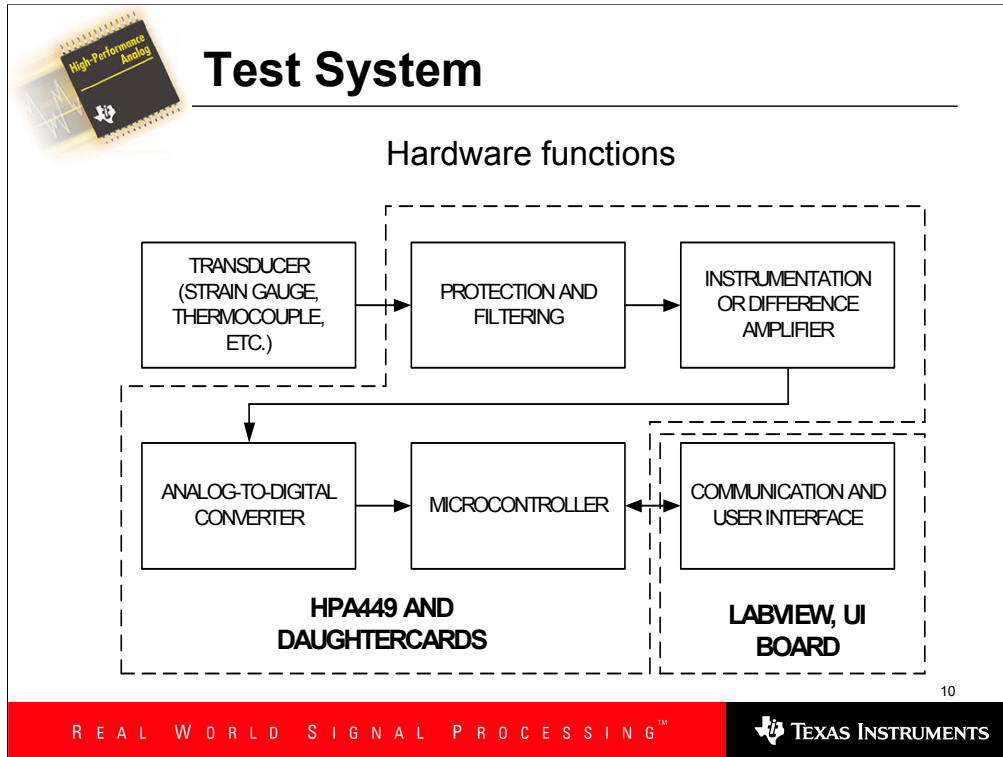 High-Performance
Analog
Test System
Hardware functions
TRANSDUCER
(STRAIN GAUGE,
THERMOCOUPLE,
ETC.)
PROTECTION AND
FILTERING
INSTRUMENTATION
OR DIFFERENCE
AMPLIFIER
ANALOG-TO-DIGITAL
CONVERTER
MICROCONTROLLER
COMMUNICATION AND
USER INTERFACE
HPA449 AND
DAUGHTERCARDS
LABVIEW, UI
BOARD
10
REAL WORLD SIGNAL PROCESSING™
TEXAS INSTRUMENTS